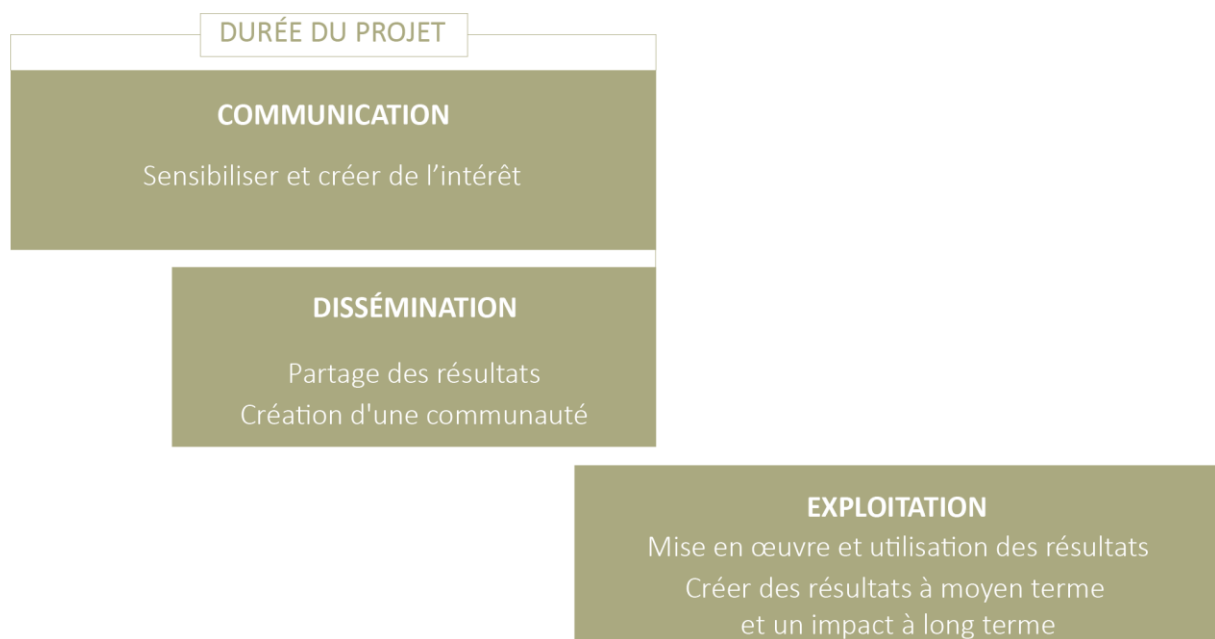 DURÉE DU PROJET
COMMUNICATION
Sensibiliser et créer de l’intérêt
DISSÉMINATION
Partage des résultats
Création d'une communauté
EXPLOITATION
Mise en œuvre et utilisation des résultats
Créer des résultats à moyen terme
et un impact à long terme